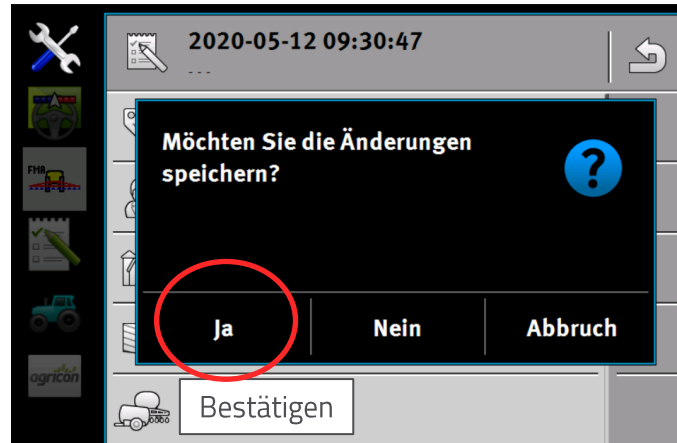 2020-05-12 09:30:47
---
FMA
Möchten Sie die Änderungen
speichern?
Ja
Nein
Abbruch
agricon
Bestätigen